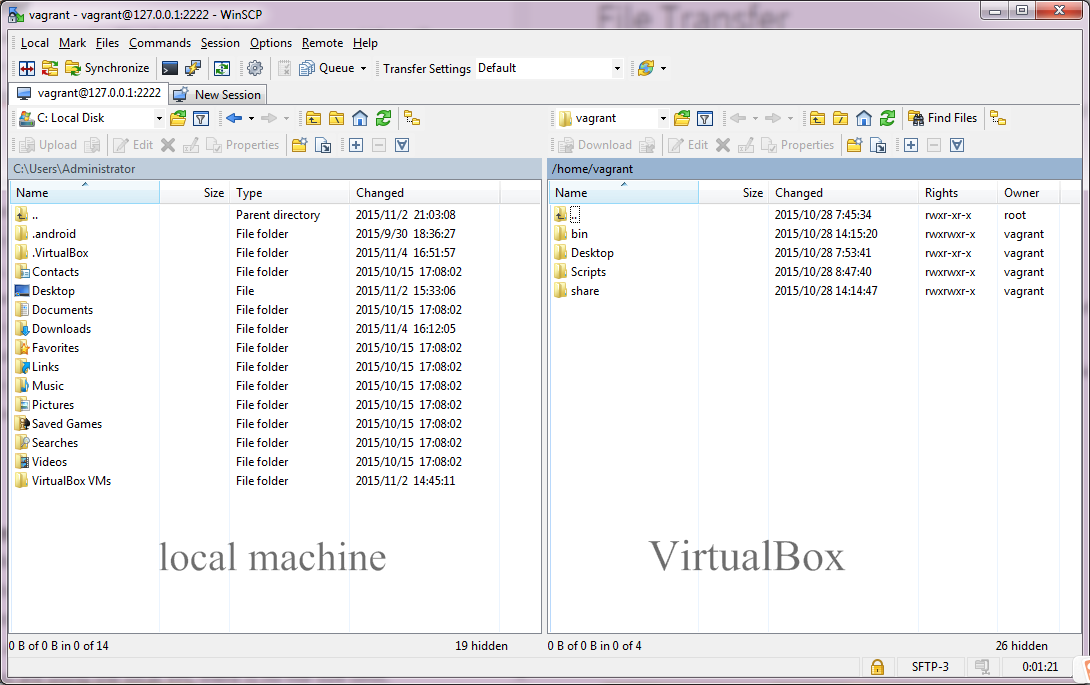 File Transfer
vagrant - vagrant@127.0.0.1:2222 - WinSCP
Local Mark Files Commands Session Options Remote Help
Synchronize Queue Transfer Settings Default
vagrant@127.0.0.1:2222 New Session
C: Local Disk
Upload Edit Properties
C:\Users\Administrator
Name Size Type Changed
.. Parent directory 2015/11/2 21:03:08
.android File folder 2015/9/30 18:36:27
.VirtualBox File folder 2015/11/4 16:51:57
Contacts File folder 2015/10/15 17:08:02
Desktop File 2015/11/2 15:33:06
Documents File folder 2015/10/15 17:08:02
Downloads File folder 2015/11/4 16:12:05
Favorites File folder 2015/10/15 17:08:02
Links File folder 2015/10/15 17:08:02
Music File folder 2015/10/15 17:08:02
Pictures File folder 2015/10/15 17:08:02
Saved Games File folder 2015/10/15 17:08:02
Searches File folder 2015/10/15 17:08:02
Videos File folder 2015/10/15 17:08:02
VirtualBox VMs File folder 2015/11/2 14:45:11
local machine
0 B of 0 B in 0 of 14 19 hidden
vagrant Find Files
Download Edit Properties
/home/vagrant
Name Size Changed Rights Owner
.. 2015/10/28 7:45:34 rwxr-xr-x root
bin 2015/10/28 14:15:20 rwxrwxr-x vagrant
Desktop 2015/10/28 7:53:41 rwxr-xr-x vagrant
Scripts 2015/10/28 8:47:40 rwxrwxr-x vagrant
share 2015/10/28 14:14:47 rwxrwxr-x vagrant
VirtualBox
0 B of 0 B in 0 of 4 26 hidden
SFTP-3 0:01:21